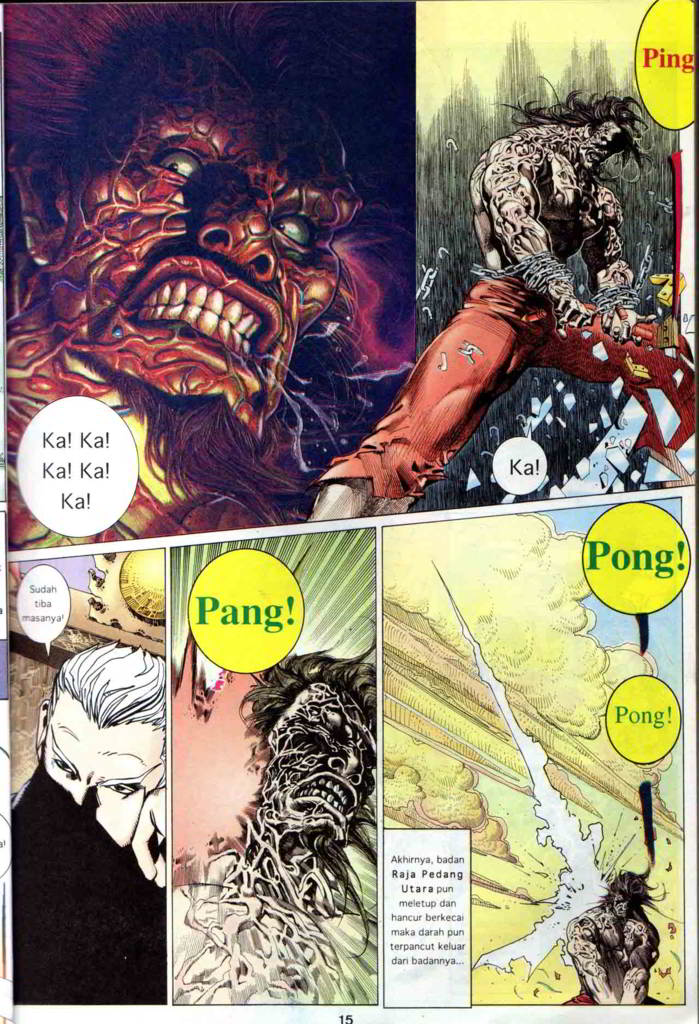 Ping
Ka! Ka!
Ka! Ka!
Ka!
Ka!
Sudah
tiba
masanya!
Pang!
Pong!
Pong!
Akhirnya, badan
Raja Pedang
Utara pun
meletup dan
hancur berkecai
maka darah pun
terpancut keluar
dari badannya...
15